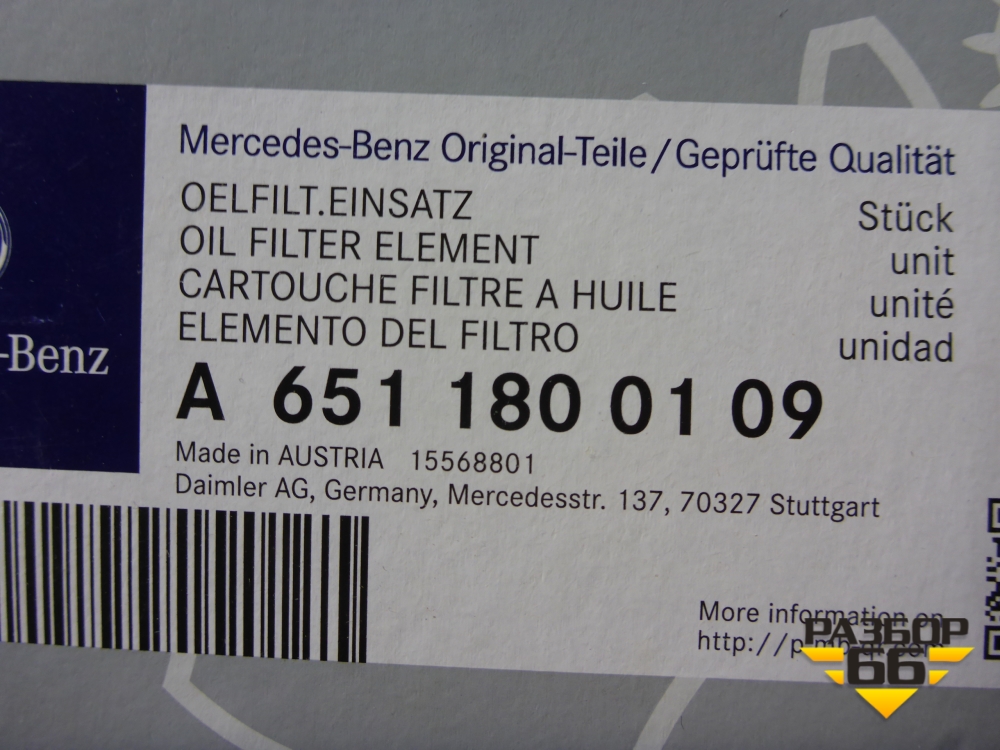 Mercedes-Benz Original-Teile/Geprüfte Qualität
OELFILT.EINSATZ Stück
OIL FILTER ELEMENT unit
CARTOUCHE FILTRE A HUILE unité
ELEMENTO DEL FILTRO unidad
-Benz
A 651 180 01 09
Made in AUSTRIA 15568801
Daimler AG, Germany, Mercedesstr. 137, 70327 Stuttgart
More information on
РАЗБОР
66